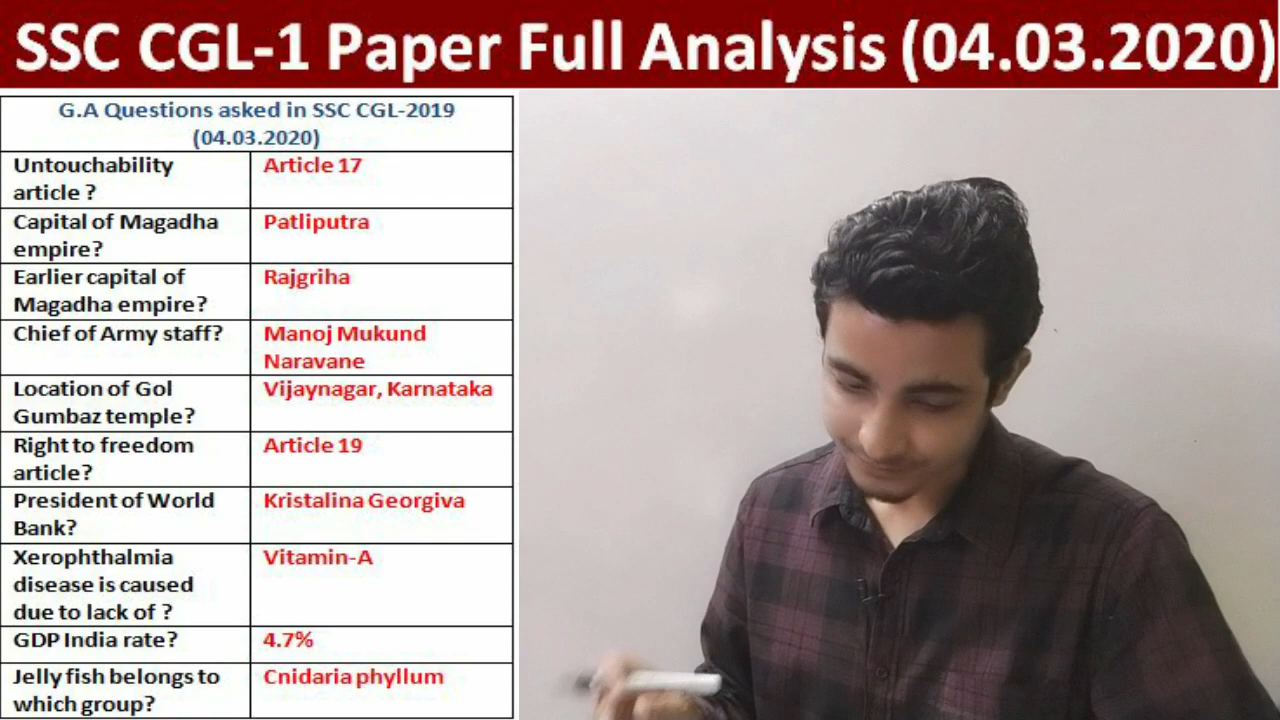 SSC CGL-1 Paper Full Analysis (04.03.2020)
G.A Questions asked in SSC CGL-2019
(04.03.2020)
Untouchability
article ?
Article 17
Capital of Magadha
empire?
Patliputra
Earlier capital of
Magadha empire?
Rajgriha
Chief of Army staff?
Manoj Mukund
Naravane
Location of Gol
Gumbaz temple?
Vijaynagar, Karnataka
Right to freedom
article?
Article 19
President of World
Bank?
Kristalina Georgiva
Xerophthalmia
disease is caused
due to lack of ?
Vitamin-A
GDP India rate?
4.7%
Jelly fish belongs to
which group?
Cnidaria phyllum